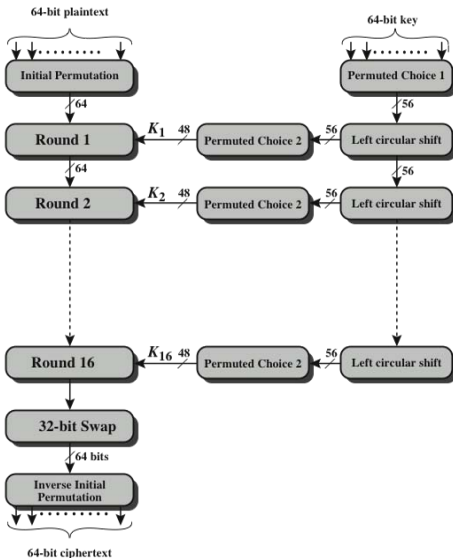 64-bit plaintext
64-bit key
Initial Permutation
Permuted Choice 1
64
56
Round 1
K1
48
Permuted Choice 2
56
Left circular shift
64
56
Round 2
K2
48
Permuted Choice 2
56
Left circular shift
Round 16
K16
48
Permuted Choice 2
56
Left circular shift
32-bit Swap
64 bits
Inverse Initial
Permutation
64-bit ciphertext